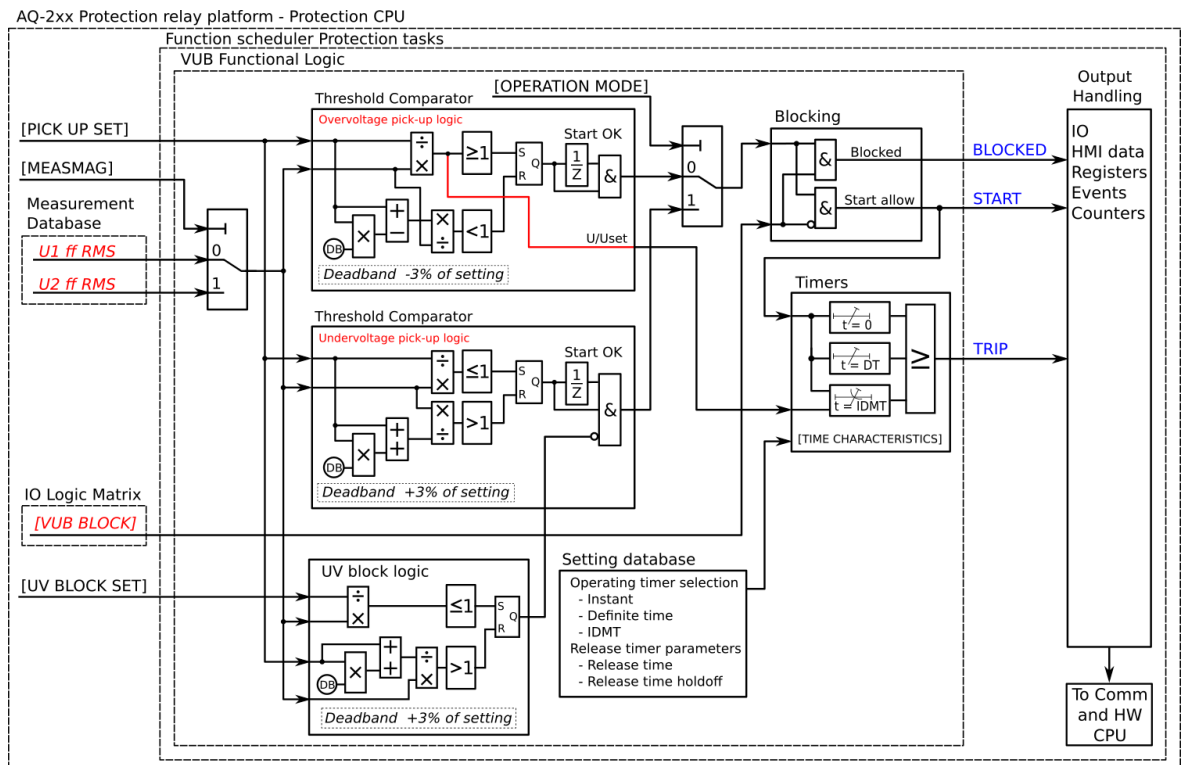 AQ-2xx Protection relay platform - Protection CPU
Function scheduler Protection tasks
VUB Functional Logic
[OPERATION MODE]
[PICK UP SET]
[MEASMAG]
Measurement
Database
U1 ff RMS
U2 ff RMS
0
1
Threshold Comparator
Overvoltage pick-up logic
÷
×
≥1
S
R
Q
Start OK
1
Z
&
+
−
×
DB
×
÷
<1
U/Uset
Deadband -3% of setting
0
1
Blocking
&
Blocked
&
Start allow
BLOCKED
START
Output
Handling
IO
HMI data
Registers
Events
Counters
Threshold Comparator
Undervoltage pick-up logic
÷
×
≤1
S
R
Q
Start OK
1
Z
&
×
÷
>1
+
+
×
DB
Deadband +3% of setting
Timers
t = 0
t = DT
t = IDMT
≥
[TIME CHARACTERISTICS]
TRIP
IO Logic Matrix
[VUB BLOCK]
[UV BLOCK SET]
UV block logic
÷
×
≤1
S
R
Q
+
+
×
DB
÷
×
>1
Deadband +3% of setting
Setting database
Operating timer selection
- Instant
- Definite time
- IDMT
Release timer parameters
- Release time
- Release time holdoff
To Comm
and HW
CPU